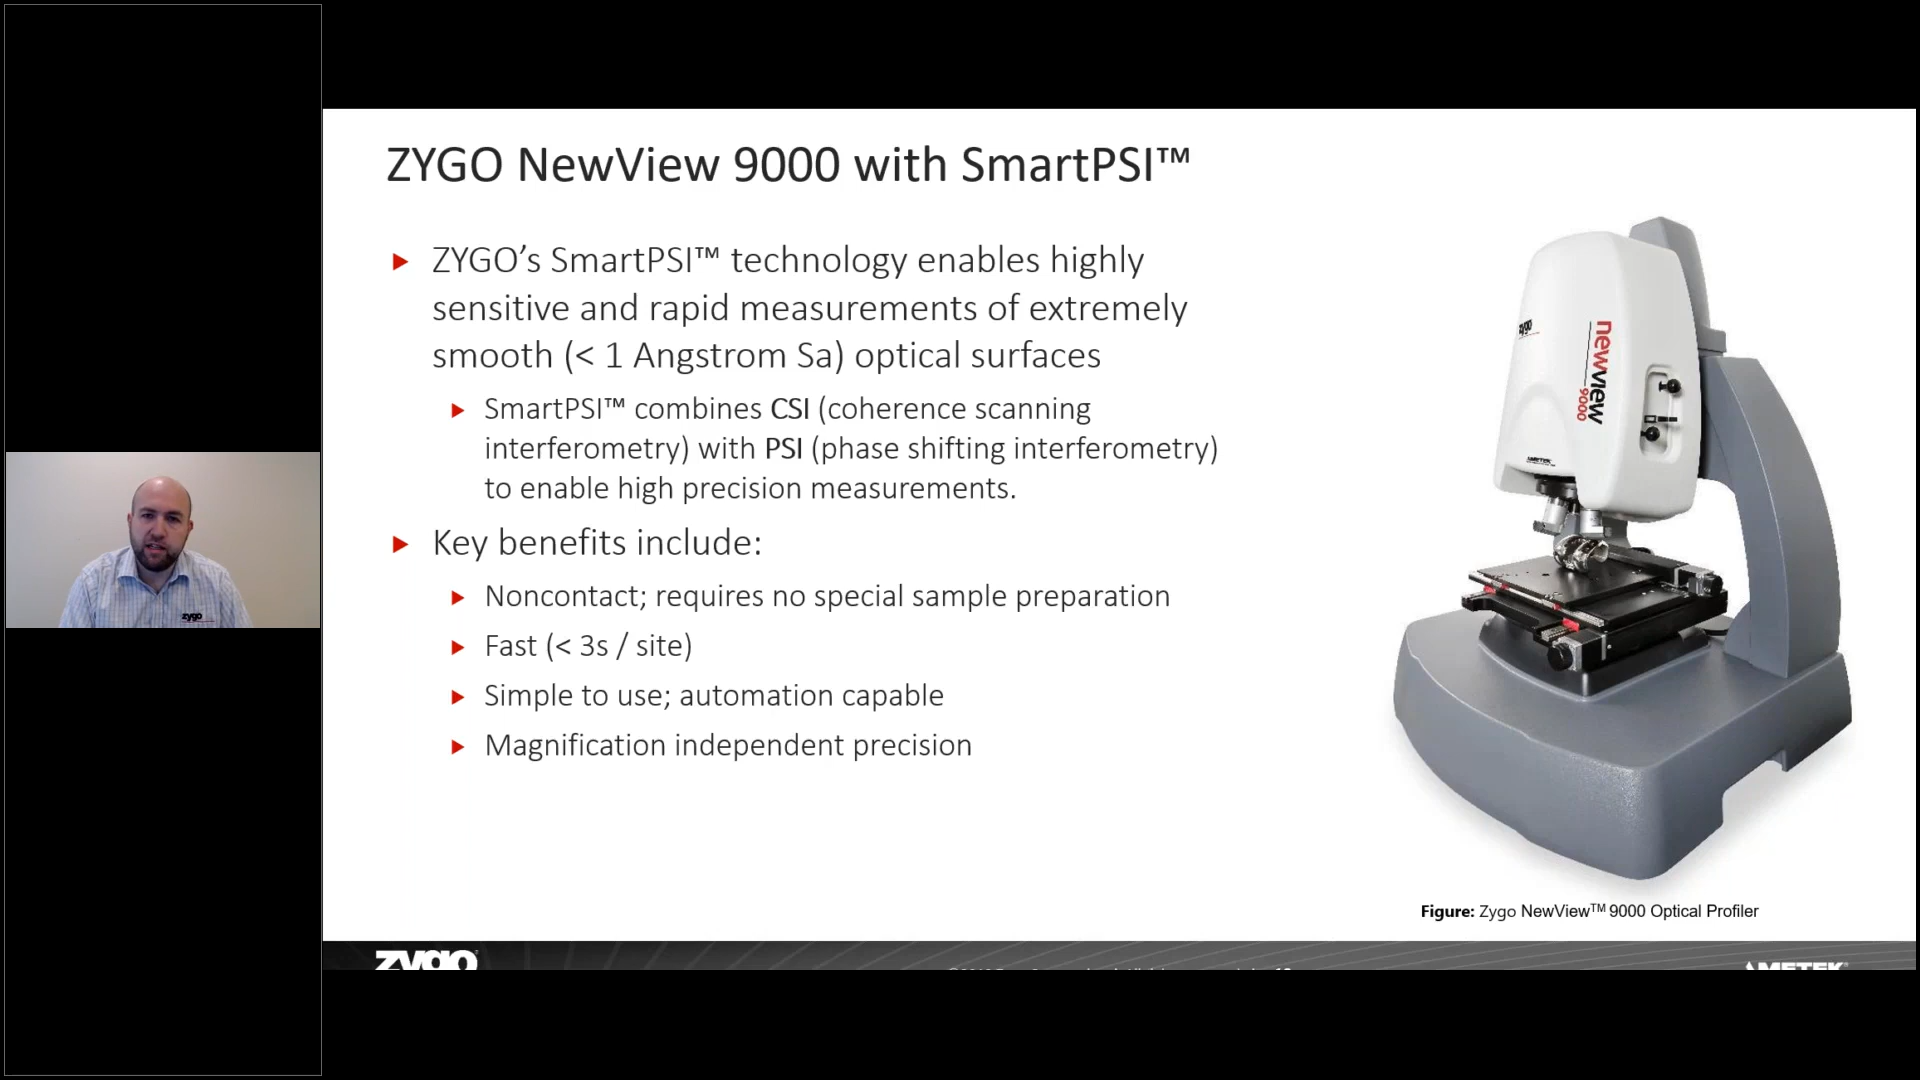 ZYGO NewView 9000 with SmartPSI™
ZYGO’s SmartPSI™ technology enables highly
sensitive and rapid measurements of extremely
smooth (< 1 Angstrom Sa) optical surfaces
SmartPSI™ combines CSI (coherence scanning
interferometry) with PSI (phase shifting interferometry)
to enable high precision measurements.
Key benefits include:
Noncontact; requires no special sample preparation
Fast (< 3s / site)
Simple to use; automation capable
Magnification independent precision
zygo
newview
9000
AMETEK
Figure: Zygo NewView™ 9000 Optical Profiler
zygo
zygo
AMETEK